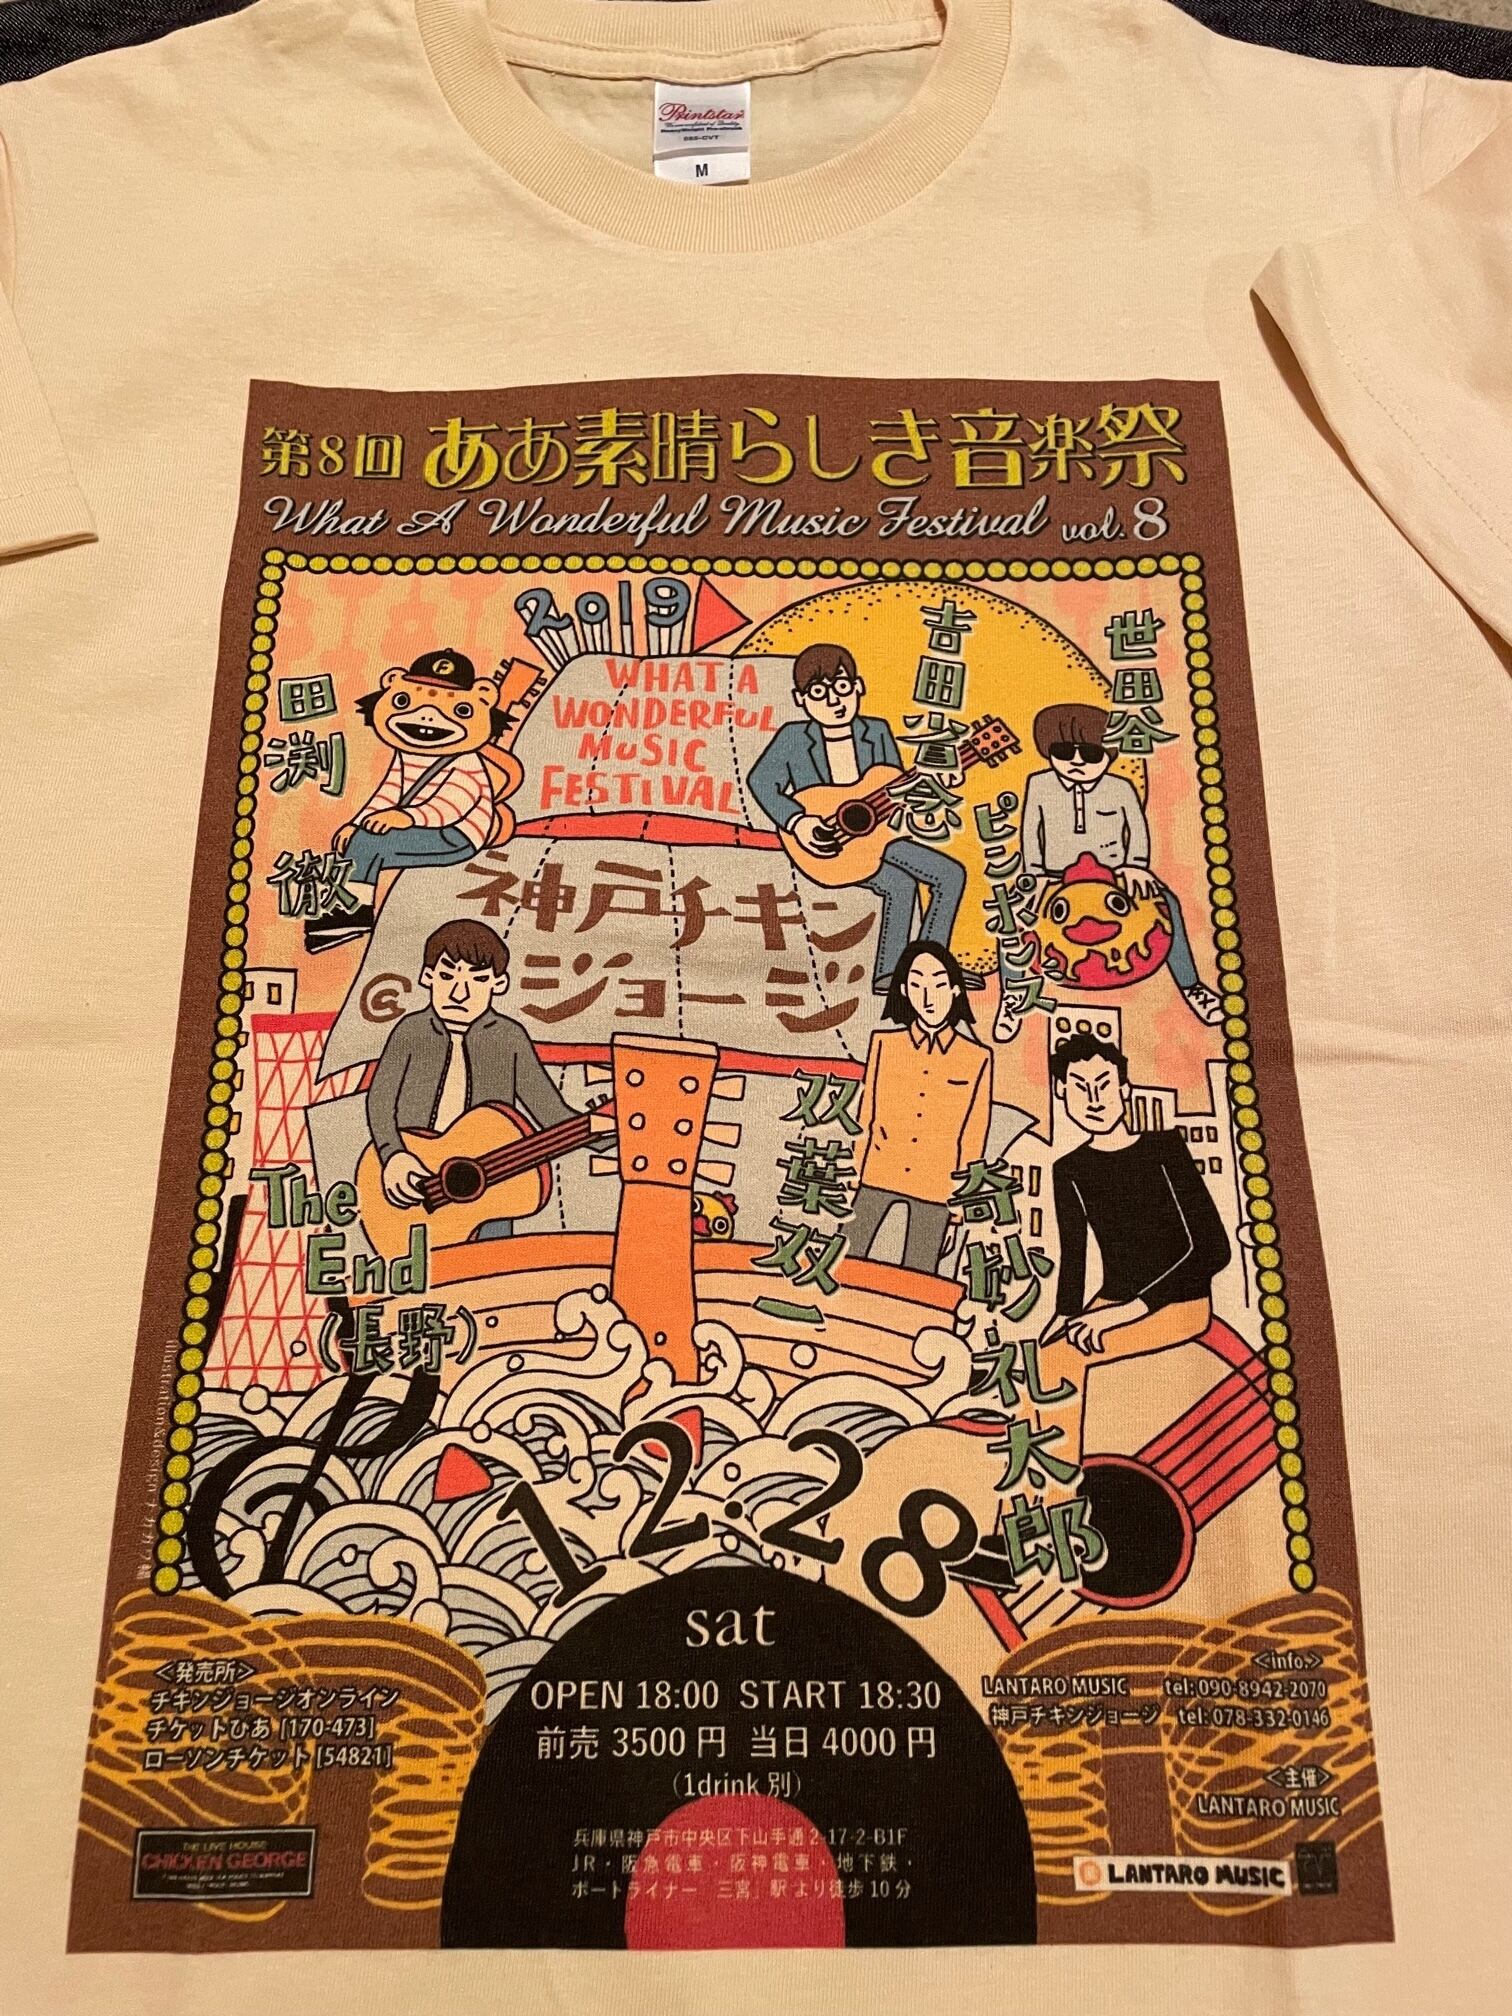 Printstar
HeavyWeight
085-CVT
M
第8回 ああ素晴らしき音楽祭
What A Wonderful Music Festival vol.8
2019
WHAT A
WONDERFUL
MUSIC
FESTIVAL
神戸チキン
@ジョージ
田渕 徹
吉田省念
世田谷
ピンポンズ
The
End
(長野)
双葉双一
奇妙礼太郎
12.28
sat
OPEN 18:00 START 18:30
前売 3500円 当日 4000円
(1drink 別)
兵庫県神戸市中央区下山手通 2-17-2-B1F
JR・阪急電車・阪神電車・地下鉄・
ポートライナー 三宮」駅より徒歩10分
<発売所>
チキンジョージオンライン
チケットぴあ [170-473]
ローソンチケット [54821]
THE LIVE HOUSE
CHICKEN GEORGE
<info.>
LANTARO MUSIC tel:090-8942-2070
神戸チキンジョージ tel:078-332-0146
<主催>
LANTARO MUSIC
LANTARO MUSIC
illustration&design